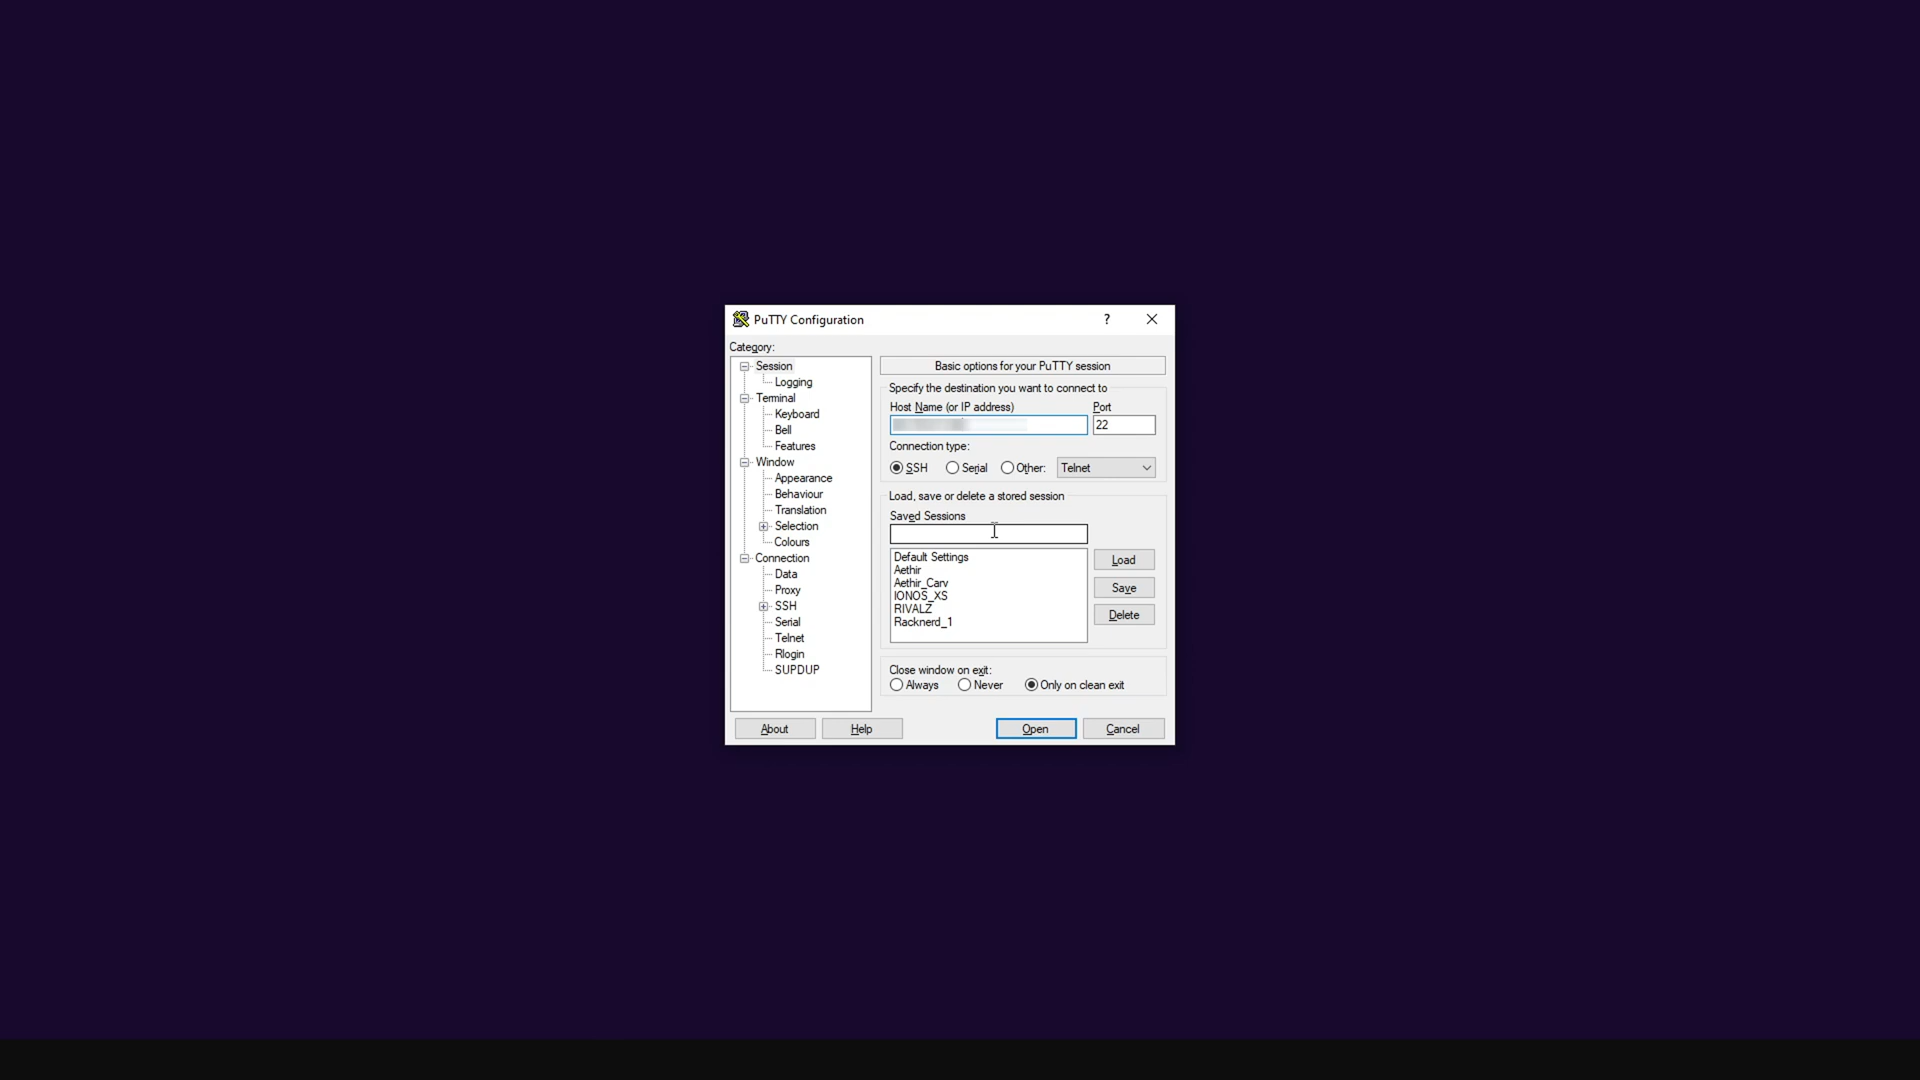 PuTTY Configuration
?
Category:
Session
Logging
Terminal
Keyboard
Bell
Features
Window
Appearance
Behaviour
Translation
Selection
Colours
Connection
Data
Proxy
SSH
Serial
Telnet
Rlogin
SUPDUP
Basic options for your PuTTY session
Specify the destination you want to connect to
Host Name (or IP address) Port
22
Connection type:
SSH Serial Other: Telnet
Load, save or delete a stored session
Saved Sessions
Default Settings
Aethir
Aethir_Carv
IONOS_XS
RIVALZ
Racknerd_1
Load
Save
Delete
Close window on exit:
Always Never Only on clean exit
About Help Open Cancel